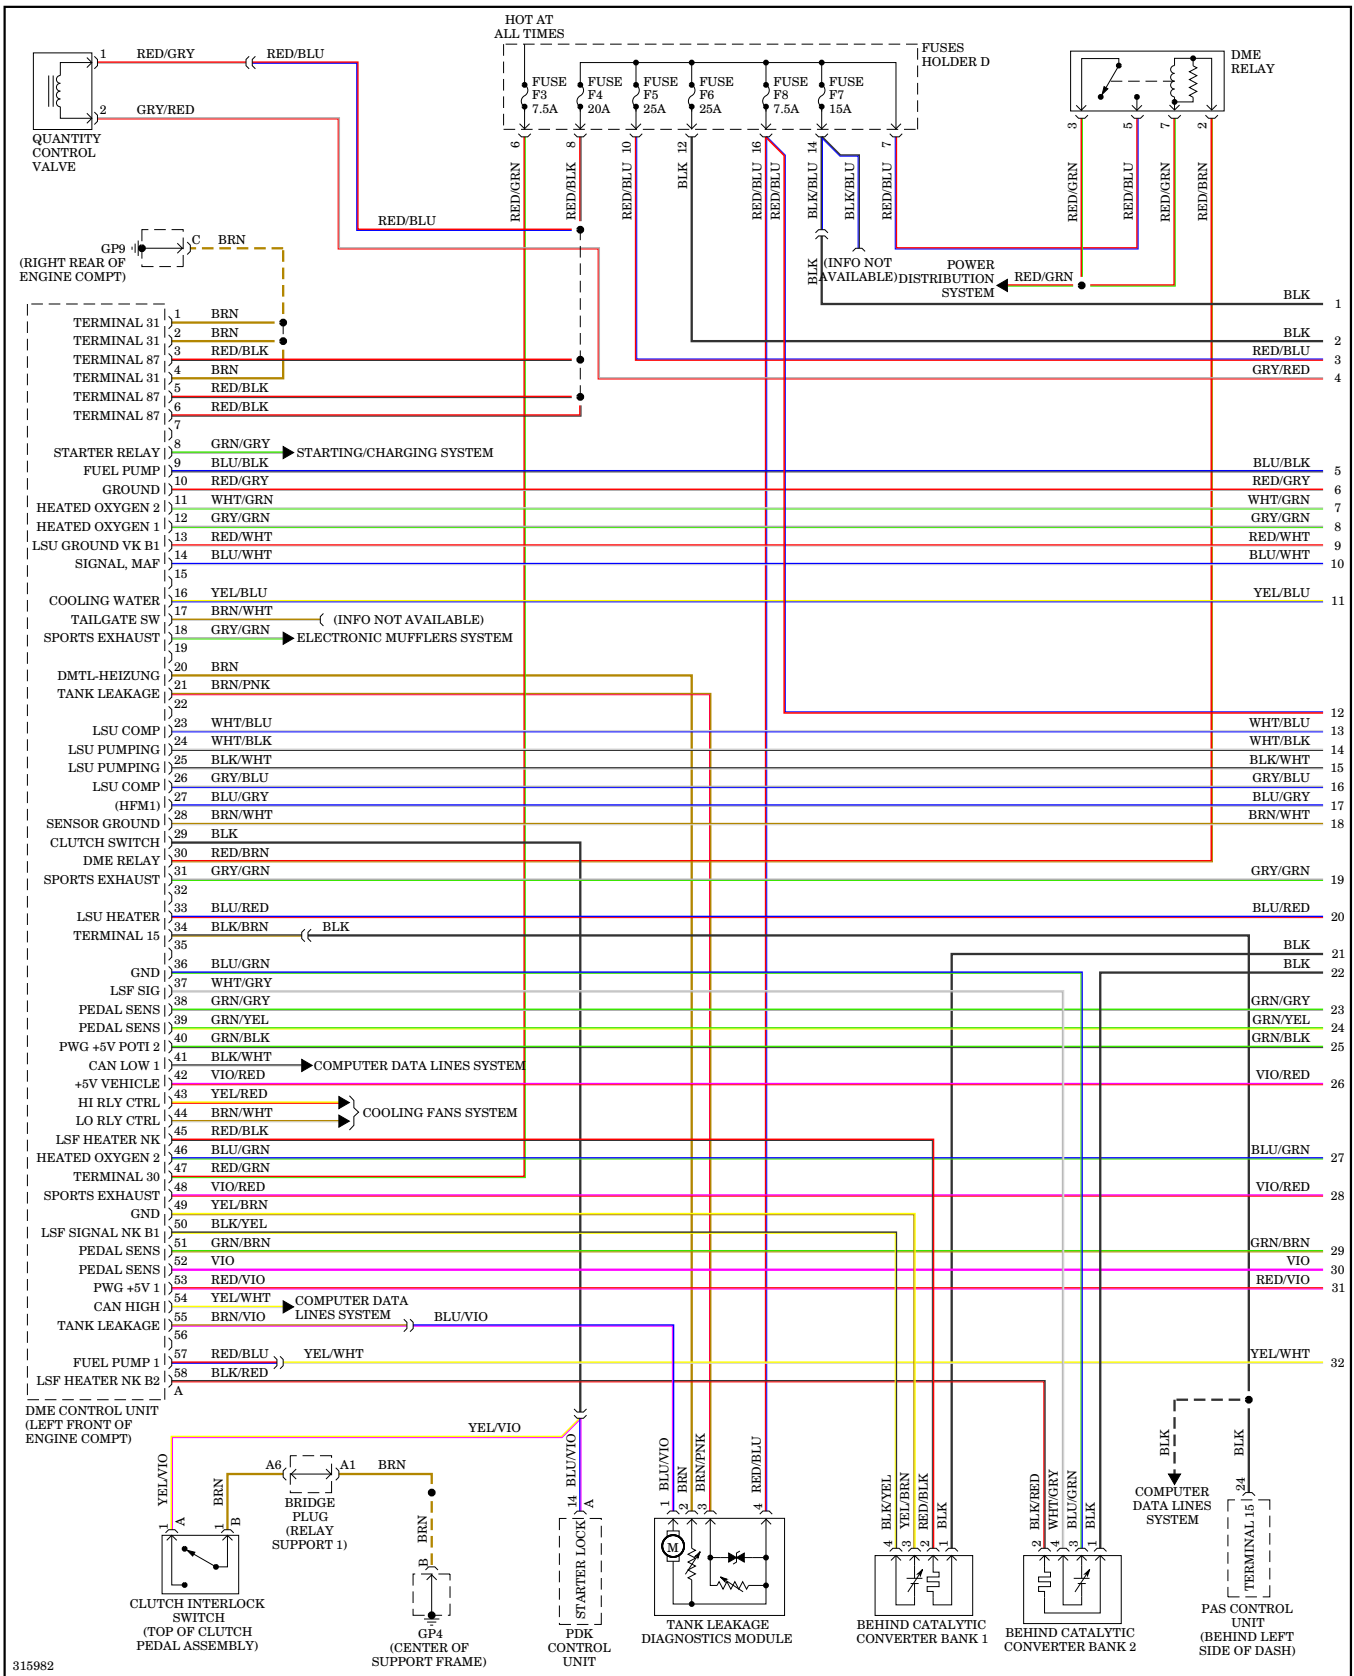 HOT AT
ALL TIMES
FUSES
HOLDER D
FUSE
F3
7.5A
FUSE
F4
20A
FUSE
F5
25A
FUSE
F6
25A
FUSE
F8
7.5A
FUSE
F7
15A
DME
RELAY
1 RED/GRY RED/BLU
2 GRY/RED
QUANTITY
CONTROL
VALVE
6 8 10 12 16 14 7
3 5 7 2
RED/GRN RED/BLK RED/BLU BLK RED/BLU RED/BLU BLK/BLU BLK/BLU RED/BLU
RED/GRN RED/BLU RED/GRN RED/BRN
RED/BLU
GP9
(RIGHT REAR OF
ENGINE COMPT)
C BRN
BLK
(INFO NOT
AVAILABLE)
POWER
DISTRIBUTION
SYSTEM
RED/GRN
BLK 1
BLK 2
RED/BLU 3
GRY/RED 4
TERMINAL 31 1 BRN
TERMINAL 31 2 BRN
TERMINAL 87 3 RED/BLK
TERMINAL 31 4 BRN
TERMINAL 87 5 RED/BLK
TERMINAL 87 6 RED/BLK
7
STARTER RELAY 8 GRN/GRY STARTING/CHARGING SYSTEM
FUEL PUMP 9 BLU/BLK BLU/BLK 5
GROUND 10 RED/GRY RED/GRY 6
HEATED OXYGEN 2 11 WHT/GRN WHT/GRN 7
HEATED OXYGEN 1 12 GRY/GRN GRY/GRN 8
LSU GROUND VK B1 13 RED/WHT RED/WHT 9
SIGNAL, MAF 14 BLU/WHT BLU/WHT 10
15
COOLING WATER 16 YEL/BLU YEL/BLU 11
TAILGATE SW 17 BRN/WHT (INFO NOT AVAILABLE)
SPORTS EXHAUST 18 GRY/GRN ELECTRONIC MUFFLERS SYSTEM
19
DMTL-HEIZUNG 20 BRN
TANK LEAKAGE 21 BRN/PNK
22
12
LSU COMP 23 WHT/BLU WHT/BLU 13
LSU PUMPING 24 WHT/BLK WHT/BLK 14
LSU PUMPING 25 BLK/WHT BLK/WHT 15
LSU COMP 26 GRY/BLU GRY/BLU 16
(HFM1) 27 BLU/GRY BLU/GRY 17
SENSOR GROUND 28 BRN/WHT BRN/WHT 18
CLUTCH SWITCH 29 BLK
DME RELAY 30 RED/BRN
SPORTS EXHAUST 31 GRY/GRN GRY/GRN 19
32
LSU HEATER 33 BLU/RED BLU/RED 20
TERMINAL 15 34 BLK/BRN BLK
35
BLK 21
GND 36 BLU/GRN BLK 22
LSF SIG 37 WHT/GRY
PEDAL SENS 38 GRN/GRY GRN/GRY 23
PEDAL SENS 39 GRN/YEL GRN/YEL 24
PWG +5V POTI 2 40 GRN/BLK GRN/BLK 25
CAN LOW 1 41 BLK/WHT COMPUTER DATA LINES SYSTEM
+5V VEHICLE 42 VIO/RED VIO/RED 26
HI RLY CTRL 43 YEL/RED
COOLING FANS SYSTEM
LO RLY CTRL 44 BRN/WHT
LSF HEATER NK 45 RED/BLK
HEATED OXYGEN 2 46 BLU/GRN BLU/GRN 27
TERMINAL 30 47 RED/GRN
SPORTS EXHAUST 48 VIO/RED VIO/RED 28
GND 49 YEL/BRN
LSF SIGNAL NK B1 50 BLK/YEL
PEDAL SENS 51 GRN/BRN GRN/BRN 29
PEDAL SENS 52 VIO VIO 30
PWG +5V 1 53 RED/VIO RED/VIO 31
CAN HIGH 54 YEL/WHT COMPUTER DATA
LINES SYSTEM
TANK LEAKAGE 55 BRN/VIO BLU/VIO
56
FUEL PUMP 1 57 RED/BLU YEL/WHT YEL/WHT 32
LSF HEATER NK B2 58 BLK/RED
A
DME CONTROL UNIT
(LEFT FRONT OF
ENGINE COMPT)
YEL/VIO
YEL/VIO
BRN
A6 A1 BRN
BRIDGE
PLUG
(RELAY
SUPPORT 1)
BRN
1 A
1 B
B
CLUTCH INTERLOCK
SWITCH
(TOP OF CLUTCH
PEDAL ASSEMBLY)
GP4
(CENTER OF
SUPPORT FRAME)
BLU/VIO
14 A
STARTER LOCK
PDK
CONTROL
UNIT
BLU/VIO BRN BRN/PNK RED/BLU
1 2 3 4
M
TANK LEAKAGE
DIAGNOSTICS MODULE
BLK/YEL YEL/BRN RED/BLK BLK
4 3 2 1
BEHIND CATALYTIC
CONVERTER BANK 1
BLK/RED WHT/GRY BLU/GRN BLK
2 4 3 1
BEHIND CATALYTIC
CONVERTER BANK 2
BLK
COMPUTER
DATA LINES
SYSTEM
BLK
24
TERMINAL 15
PAS CONTROL
UNIT
(BEHIND LEFT
SIDE OF DASH)
315982